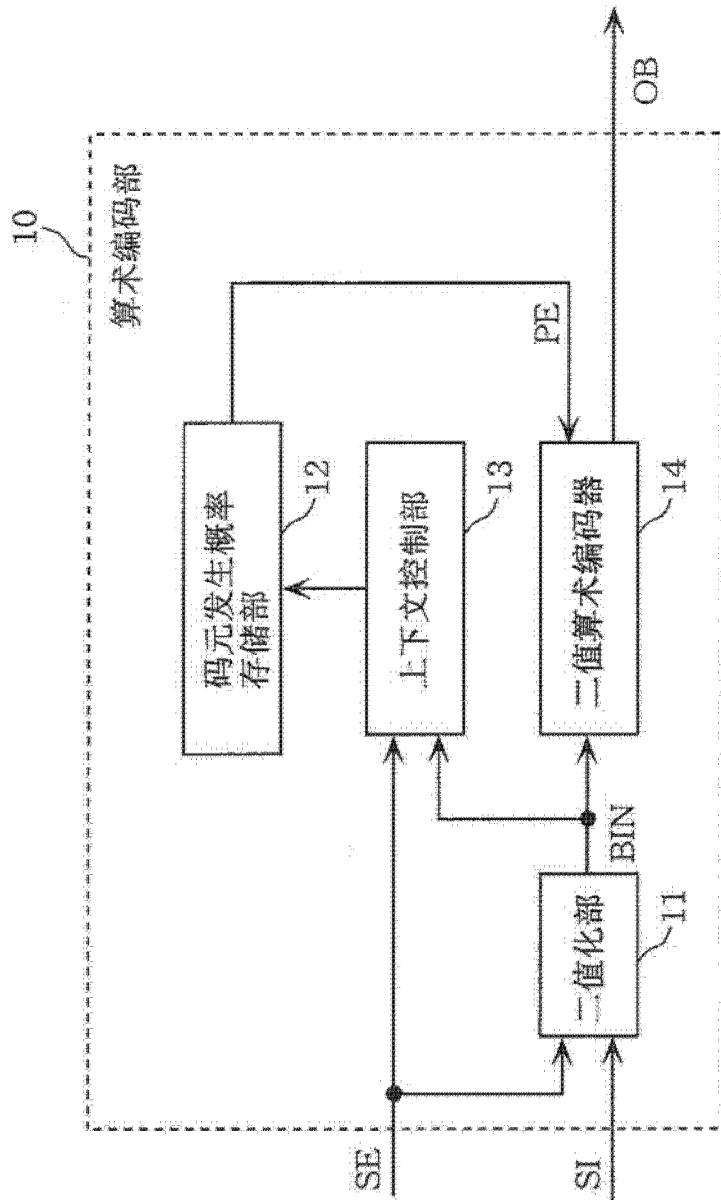 10
算术编码部
码元发生概率
存储部
12
上下文控制部
13
PE
二值算术编码器
14
OB
SE
BIN
二值化部
11
SI